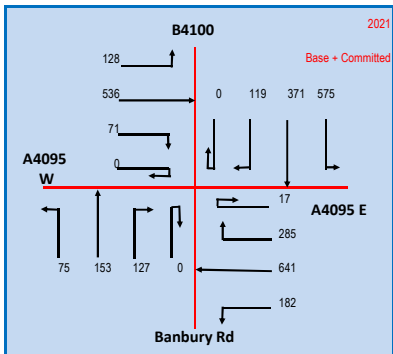 2021
B4100
Base + Committed
128
536
0 119 371 575
71
A4095
W
0
17
A4095 E
285
641
75 153 127 0
182
Banbury Rd